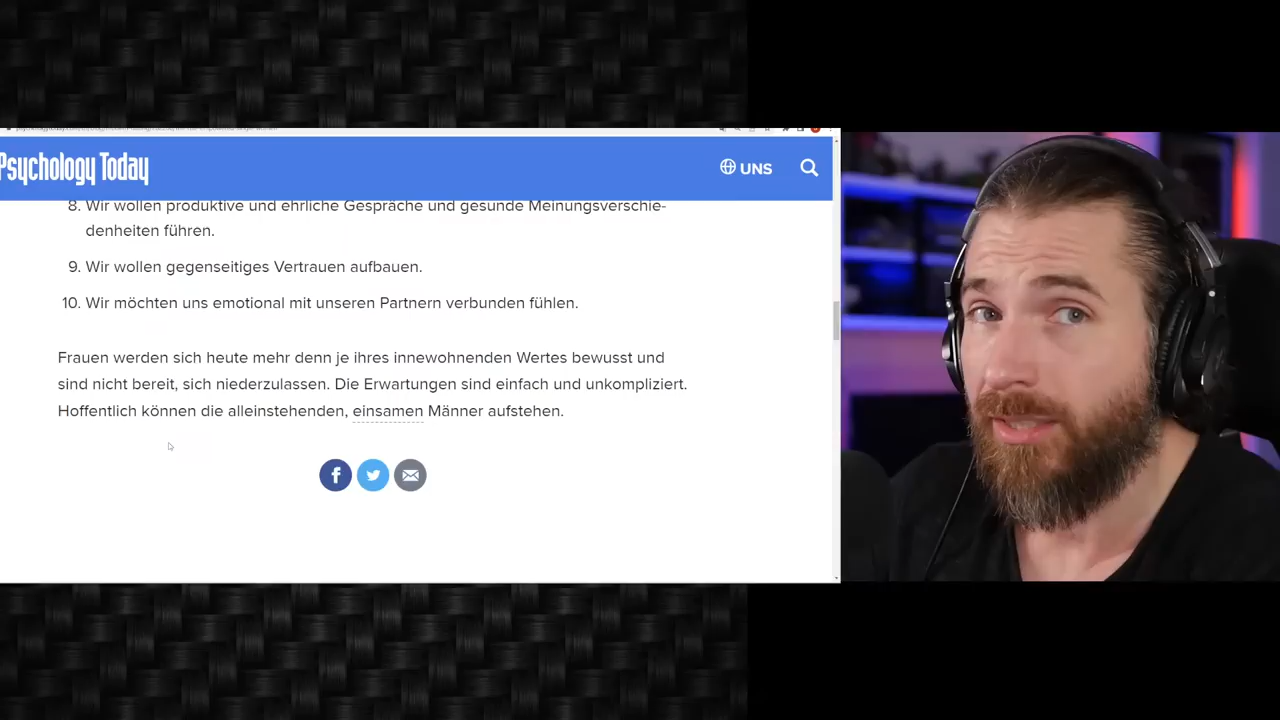 Psychology Today
UNS
8. Wir wollen produktive und ehrliche Gespräche und gesunde Meinungsverschie-
denheiten führen.
9. Wir wollen gegenseitiges Vertrauen aufbauen.
10. Wir möchten uns emotional mit unseren Partnern verbunden fühlen.
Frauen werden sich heute mehr denn je ihres innewohnenden Wertes bewusst und
sind nicht bereit, sich niederzulassen. Die Erwartungen sind einfach und unkompliziert.
Hoffentlich können die alleinstehenden, einsamen Männer aufstehen.